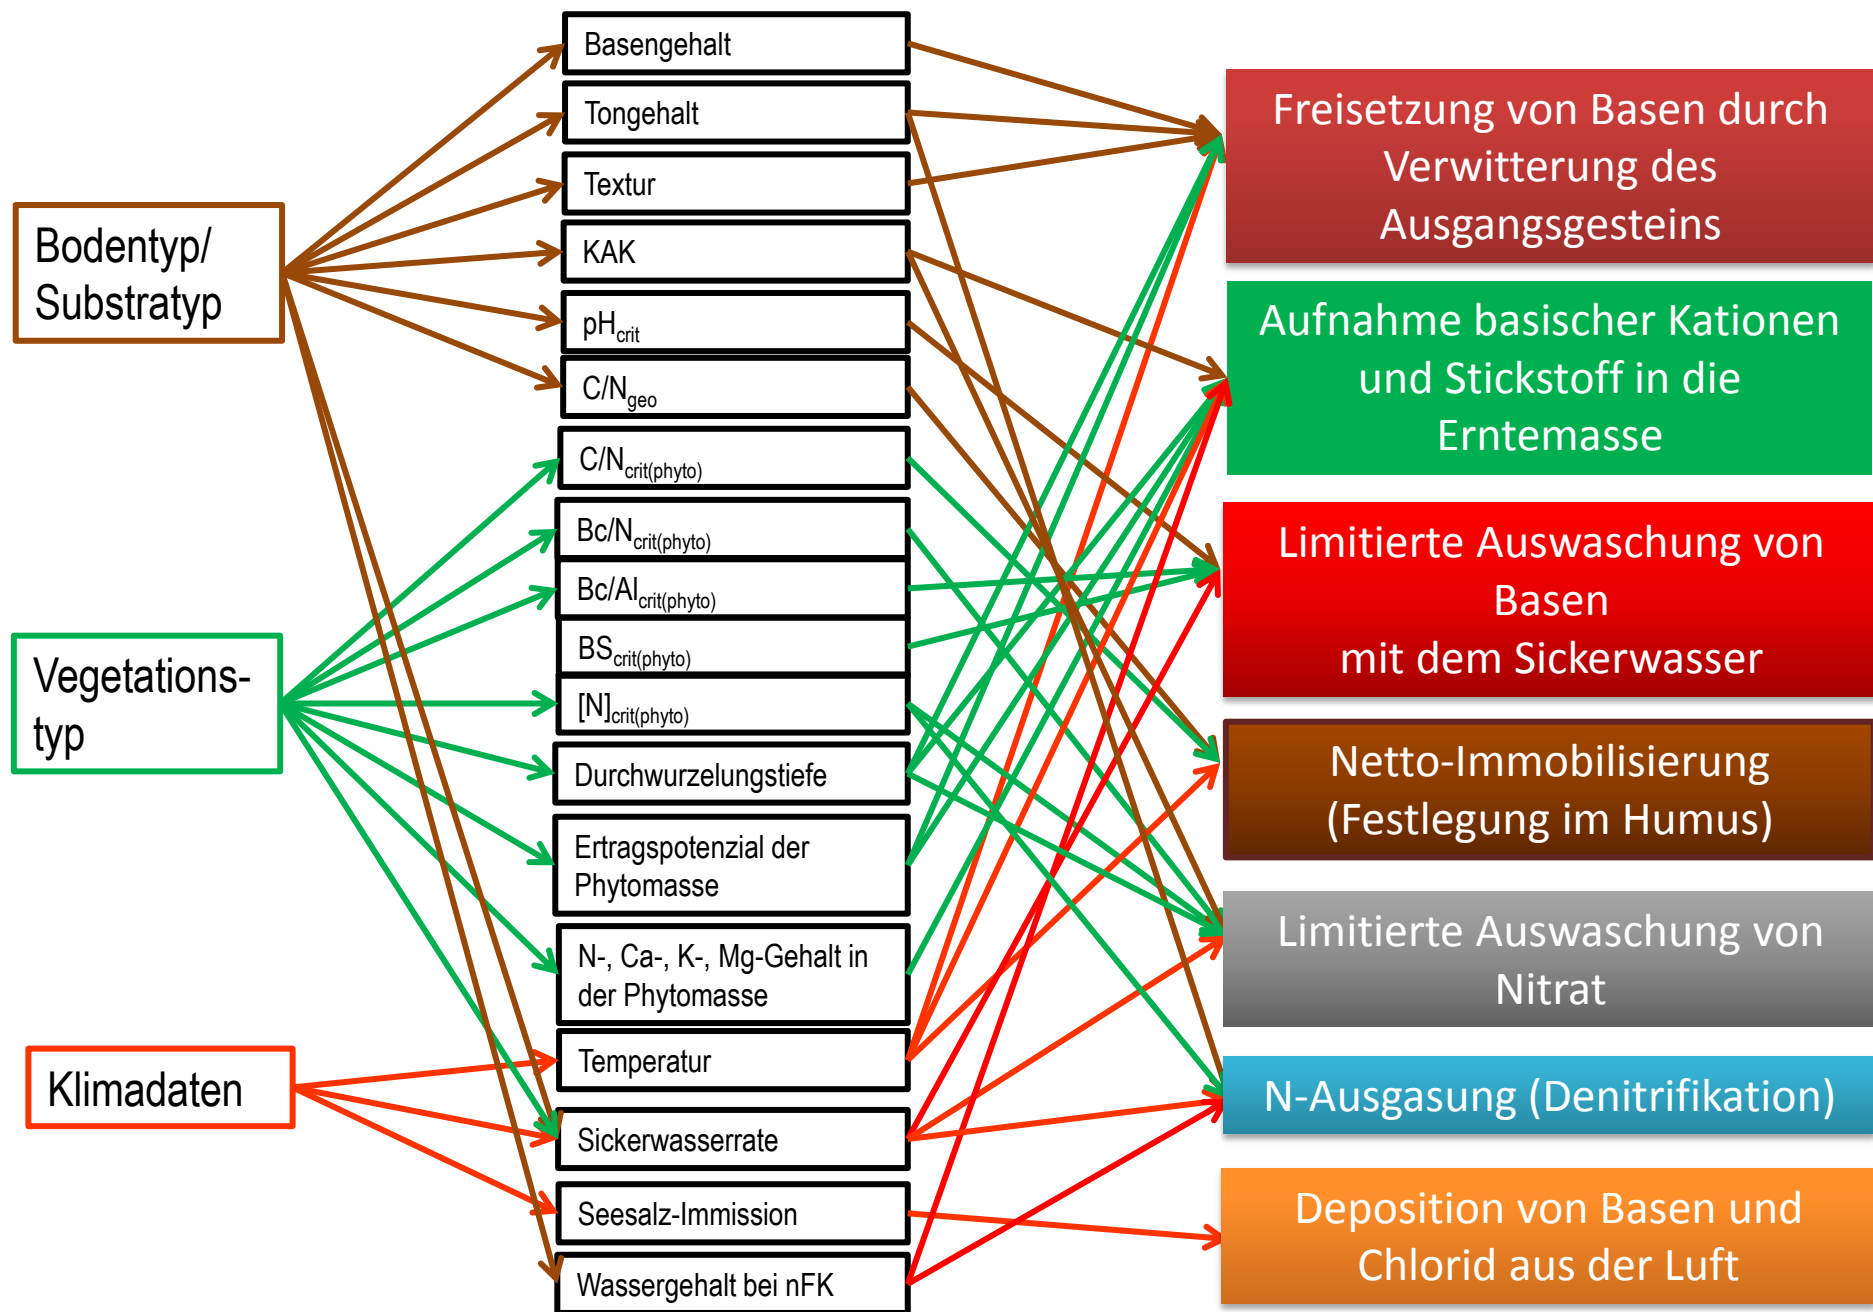 Bodentyp/
Substratyp
Vegetations-
typ
Klimadaten
Basengehalt
Tongehalt
Textur
KAK
pHcrit
C/Ngeo
C/Ncrit(phyto)
Bc/Ncrit(phyto)
Bc/Alcrit(phyto)
BScrit(phyto)
[N]crit(phyto)
Durchwurzelungstiefe
Ertragspotenzial der
Phytomasse
N-, Ca-, K-, Mg-Gehalt in
der Phytomasse
Temperatur
Sickerwasserrate
Seesalz-Immission
Wassergehalt bei nFK
Freisetzung von Basen durch
Verwitterung des
Ausgangsgesteins
Aufnahme basischer Kationen
und Stickstoff in die
Erntemasse
Limitierte Auswaschung von
Basen
mit dem Sickerwasser
Netto-Immobilisierung
(Festlegung im Humus)
Limitierte Auswaschung von
Nitrat
N-Ausgasung (Denitrifikation)
Deposition von Basen und
Chlorid aus der Luft